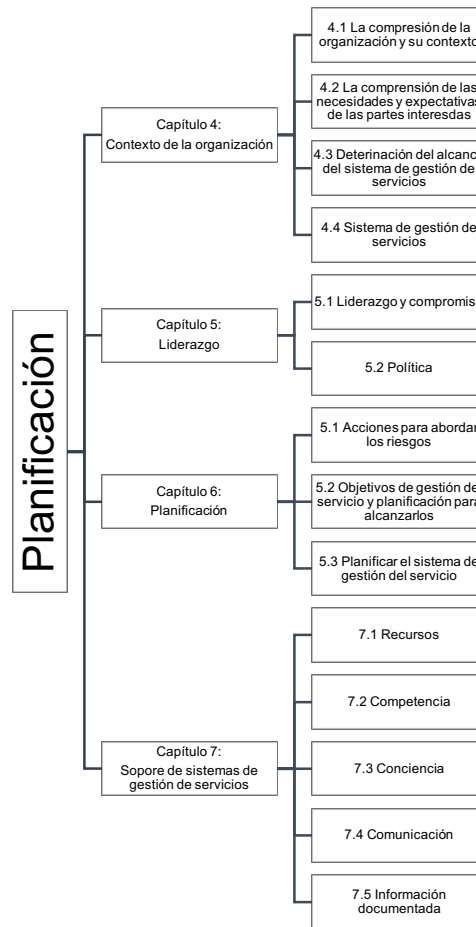 Planificación
Capítulo 4:
Contexto de la organización
4.1 La compresión de la
organización y su contexto
4.2 La comprensión de las
necesidades y expectativas
de las partes interesdas
4.3 Deterinación del alcanc
del sistema de gestión de
servicios
4.4 Sistema de gestión de
servicios
Capítulo 5:
Liderazgo
5.1 Liderazgo y compromis
5.2 Política
Capítulo 6:
Planificación
5.1 Acciones para abordar
los riesgos
5.2 Objetivos de gestión de
servicio y planificación para
alcanzarlos
5.3 Planificar el sistema de
gestión del servicio
Capítulo 7:
Sopore de sistemas de
gestión de servicios
7.1 Recursos
7.2 Competencia
7.3 Conciencia
7.4 Comunicación
7.5 Información
documentada